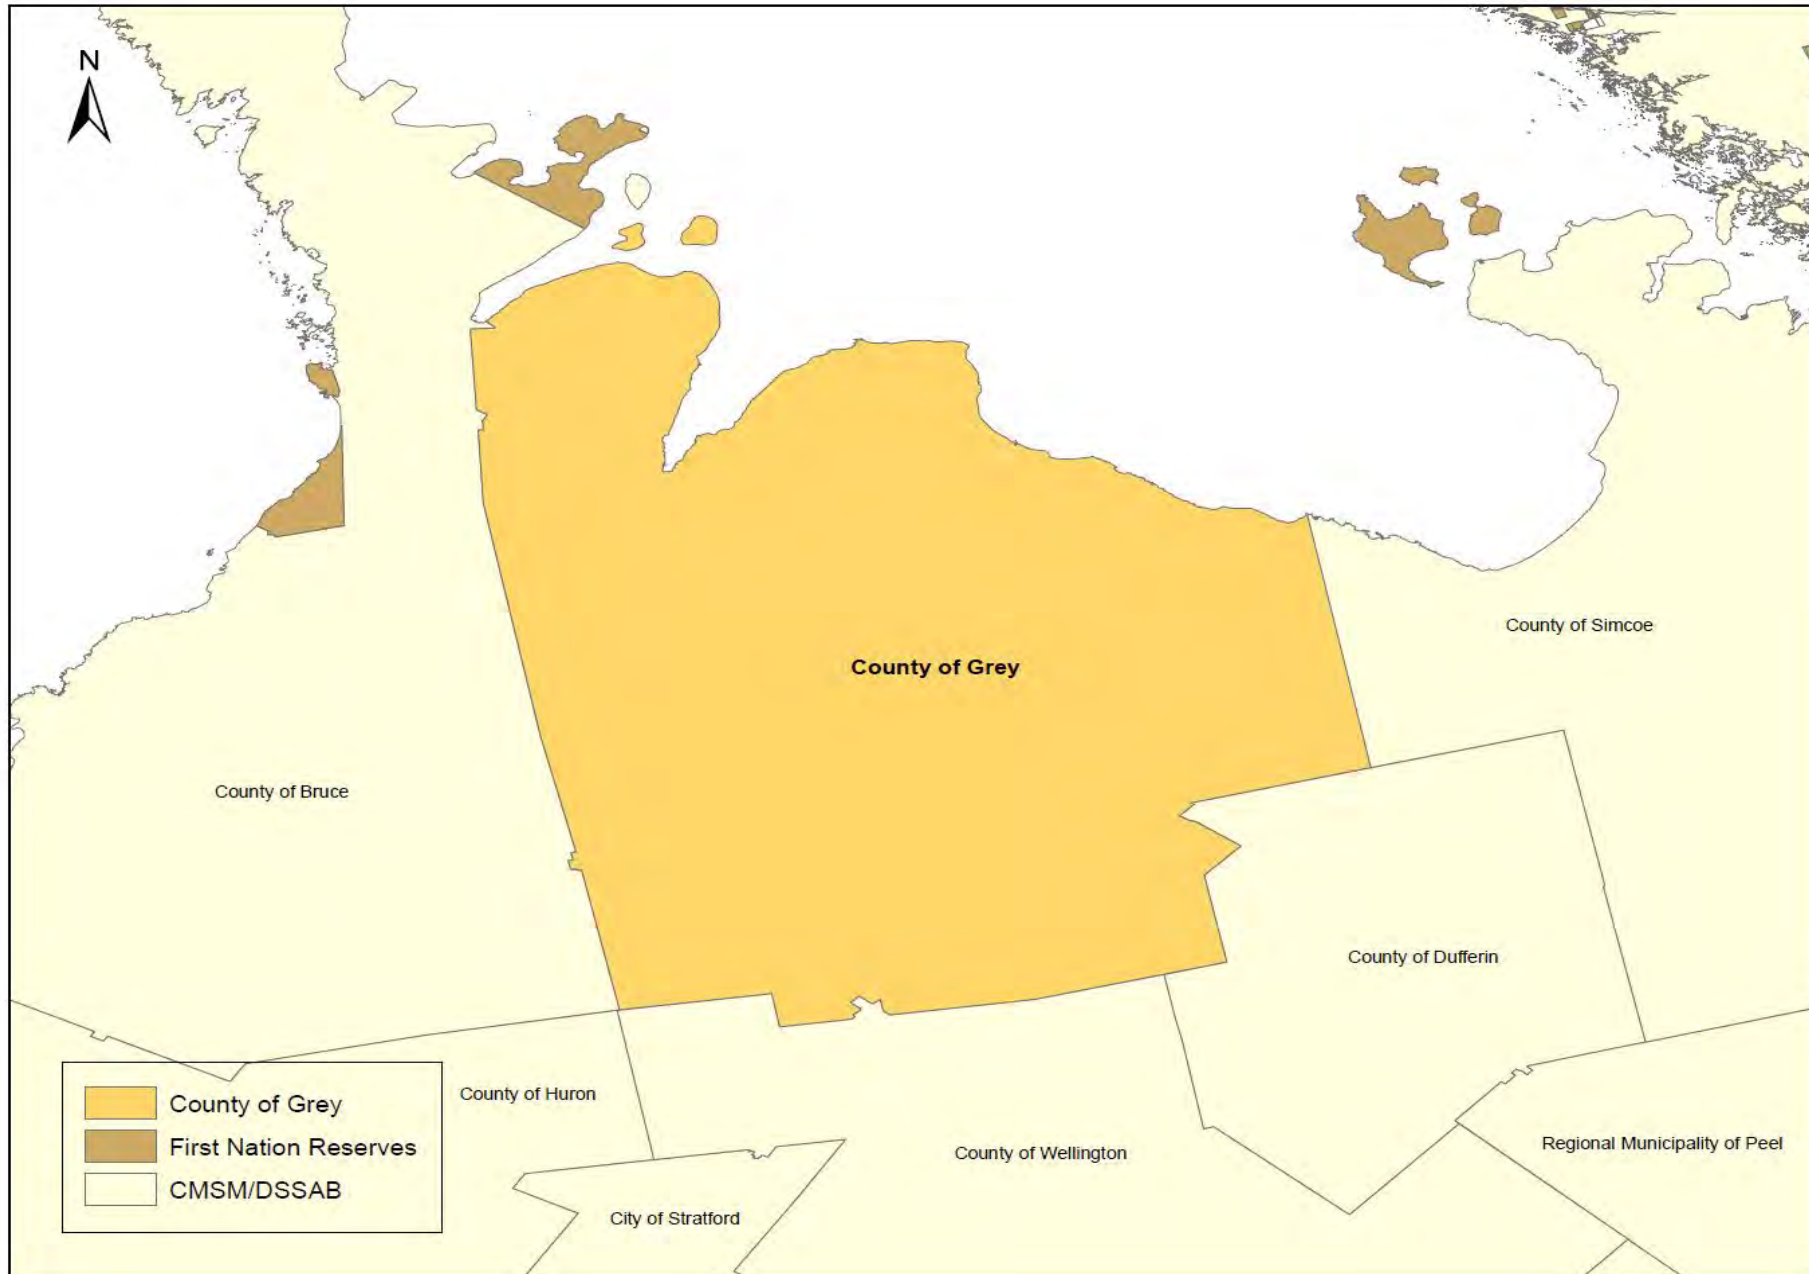 N
County of Simcoe
County of Grey
County of Bruce
County of Dufferin
County of Huron
Regional Municipality of Peel
County of Wellington
City of Stratford
County of Grey
First Nation Reserves
CMSM/DSSAB